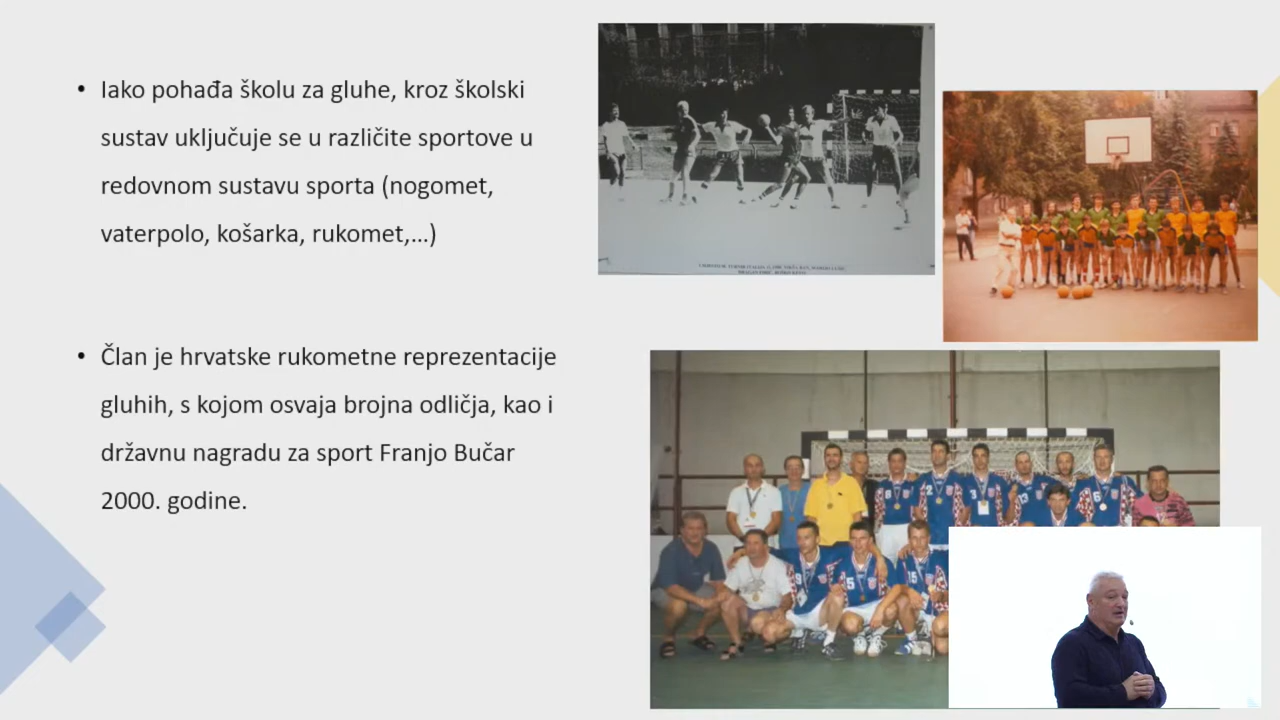 • Iako pohađa školu za gluhe, kroz školski
sustav uključuje se u različite sportove u
redovnom sustavu sporta (nogomet,
vaterpolo, košarka, rukomet,...)
• Član je hrvatske rukometne reprezentacije
gluhih, s kojom osvaja brojna odličja, kao i
državnu nagradu za sport Franjo Bučar
2000. godine.